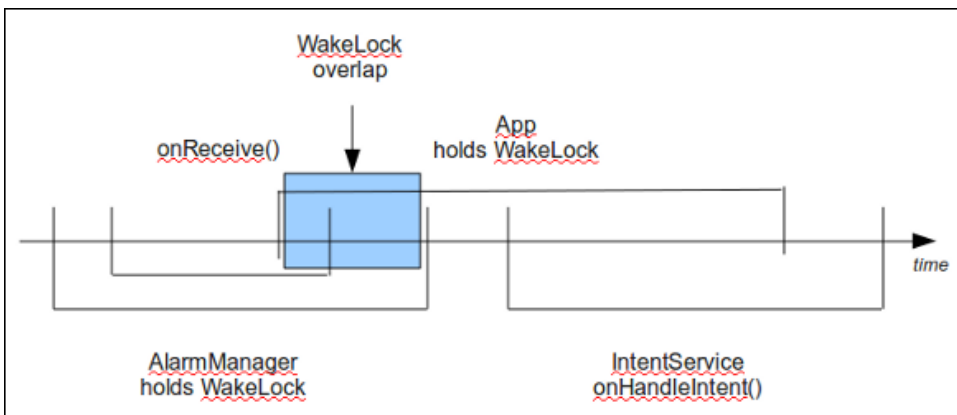 WakeLock
overlap
onReceive()
App
holds WakeLock
time
AlarmManager
holds WakeLock
IntentService
onHandleIntent()